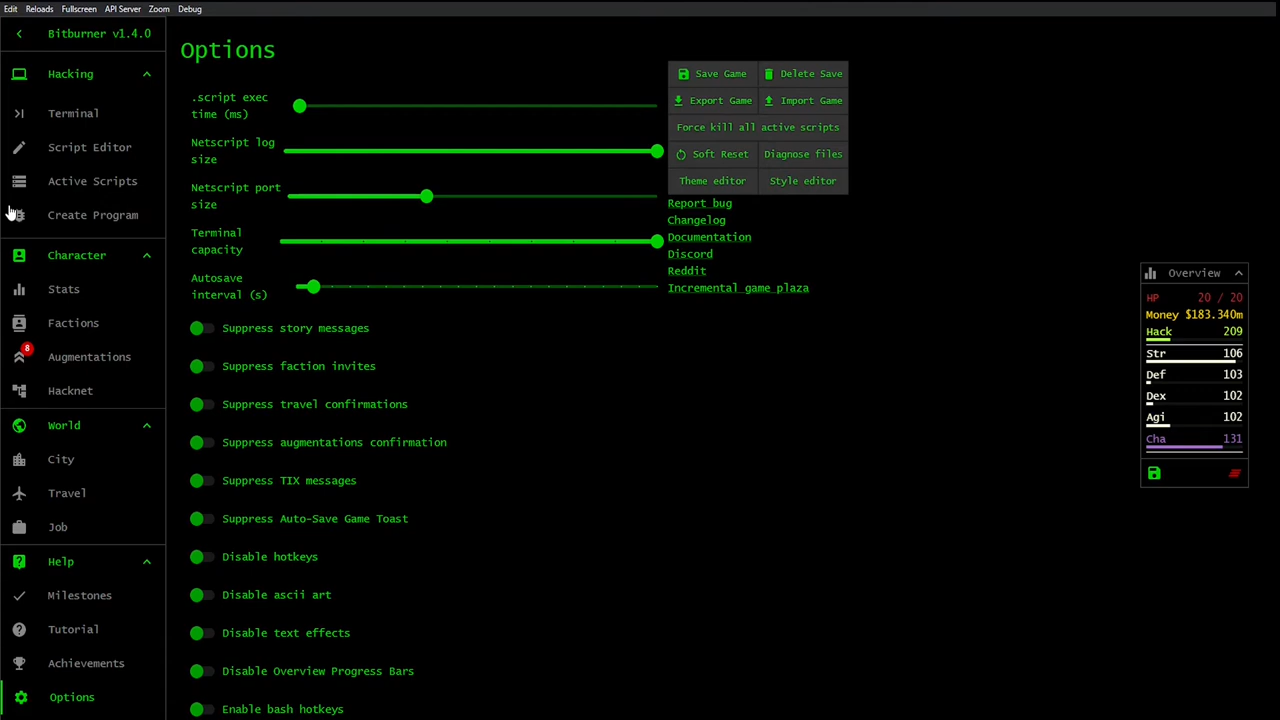 Edit Reloads Fullscreen API Server Zoom Debug
Bitburner v1.4.0
Hacking
Terminal
Script Editor
Active Scripts
Create Program
Character
Stats
Factions
8
Augmentations
Hacknet
World
City
Travel
Job
Help
Milestones
Tutorial
Achievements
Options
Options
.script exec
time (ms)
Netscript log
size
Netscript port
size
Terminal
capacity
Autosave
interval (s)
Suppress story messages
Suppress faction invites
Suppress travel confirmations
Suppress augmentations confirmation
Suppress TIX messages
Suppress Auto-Save Game Toast
Disable hotkeys
Disable ascii art
Disable text effects
Disable Overview Progress Bars
Enable bash hotkeys
Save Game Delete Save
Export Game Import Game
Force kill all active scripts
Soft Reset Diagnose files
Theme editor Style editor
Report bug
Changelog
Documentation
Discord
Reddit
Incremental game plaza
Overview
HP 20 / 20
Money $183.340m
Hack 209
Str 106
Def 103
Dex 102
Agi 102
Cha 131